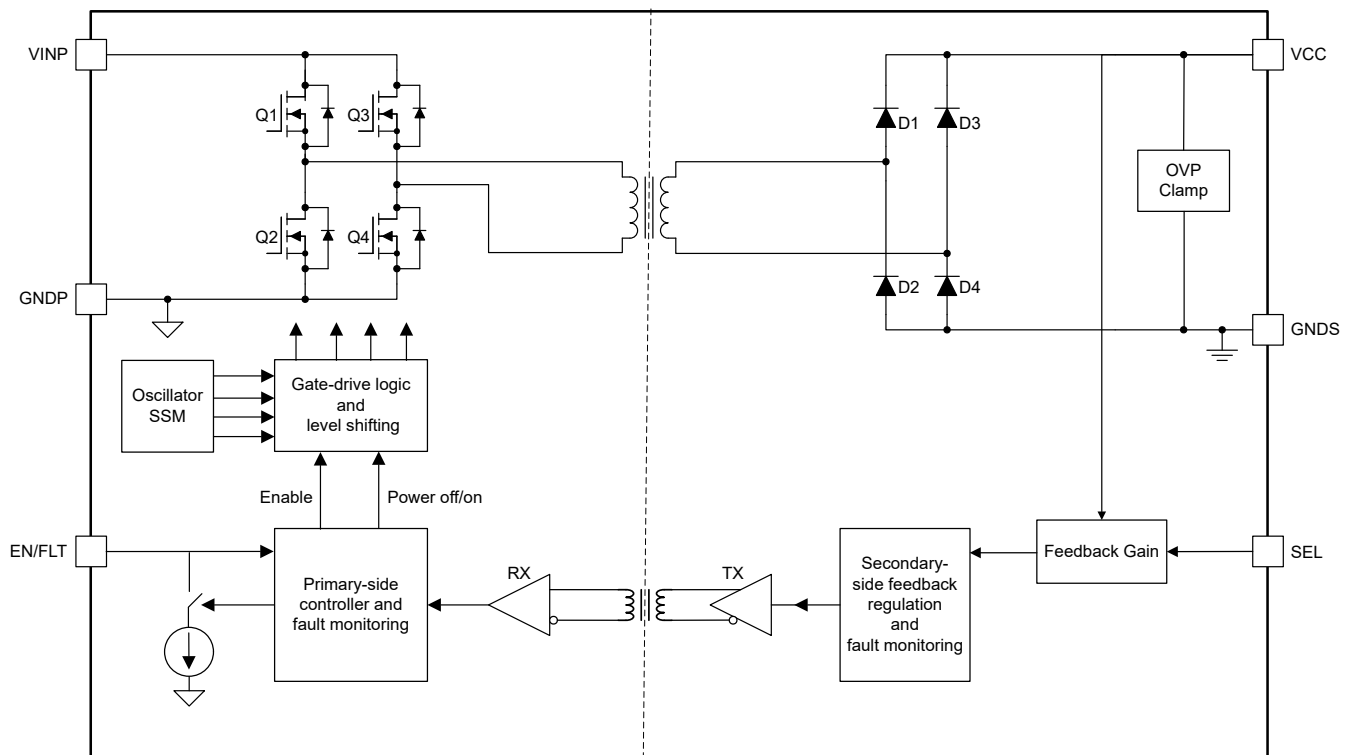 VINP
VCC
Q1
Q3
D1
D3
OVP
Clamp
Q2
Q4
D2
D4
GNDP
GNDS
Oscillator
SSM
Gate-drive logic
and
level shifting
Enable
Power off/on
EN/FLT
Primary-side
controller and
fault monitoring
RX
TX
Secondary-
side feedback
regulation
and
fault monitoring
Feedback Gain
SEL